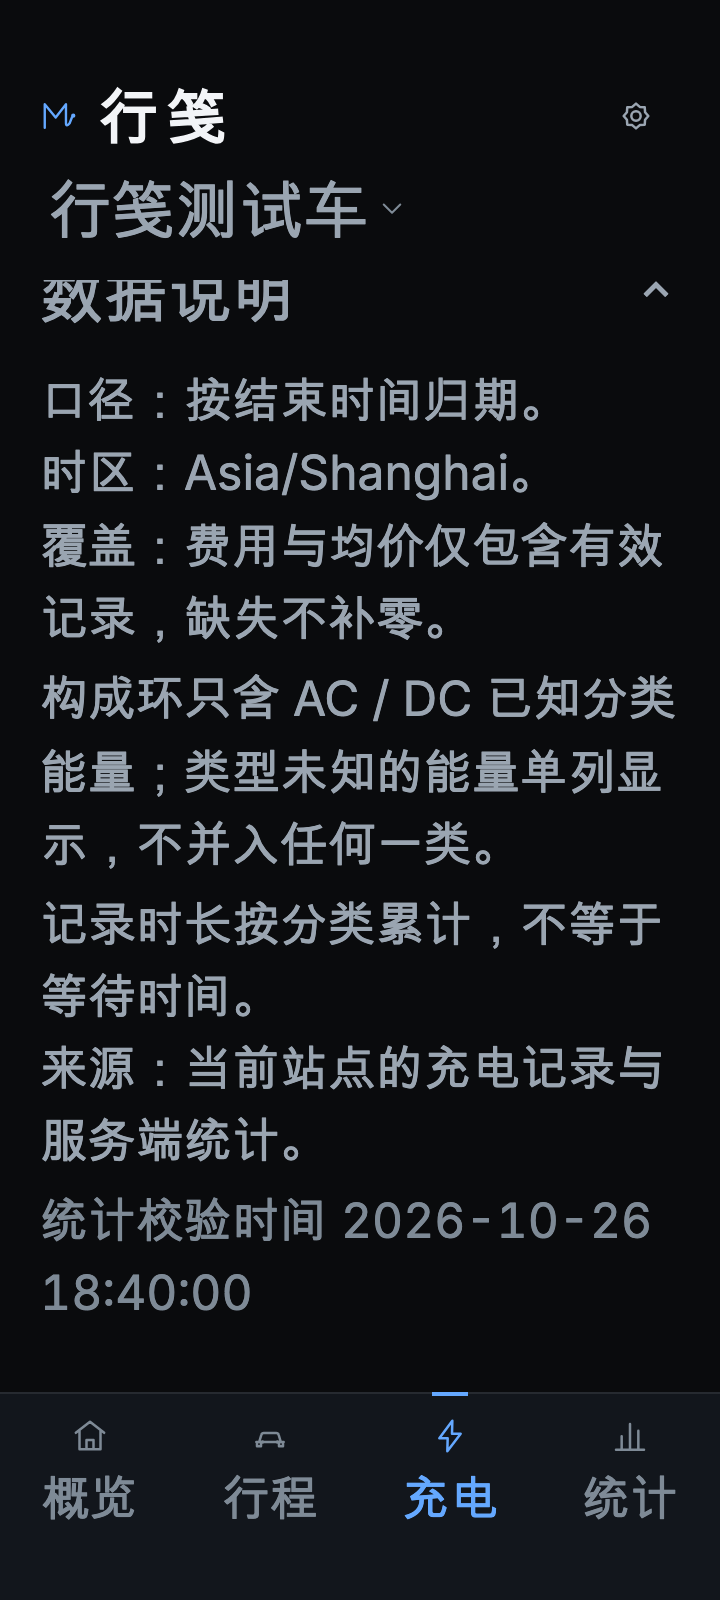 行笺
行笺测试车
数据说明
口径：按结束时间归期。
时区：Asia/Shanghai。
覆盖：费用与均价仅包含有效
记录，缺失不补零。
构成环只含 AC / DC 已知分类
能量；类型未知的能量单列显
示，不并入任何一类。
记录时长按分类累计，不等于
等待时间。
来源：当前站点的充电记录与
服务端统计。
统计校验时间 2026-10-26
18:40:00
概览 行程 充电 统计